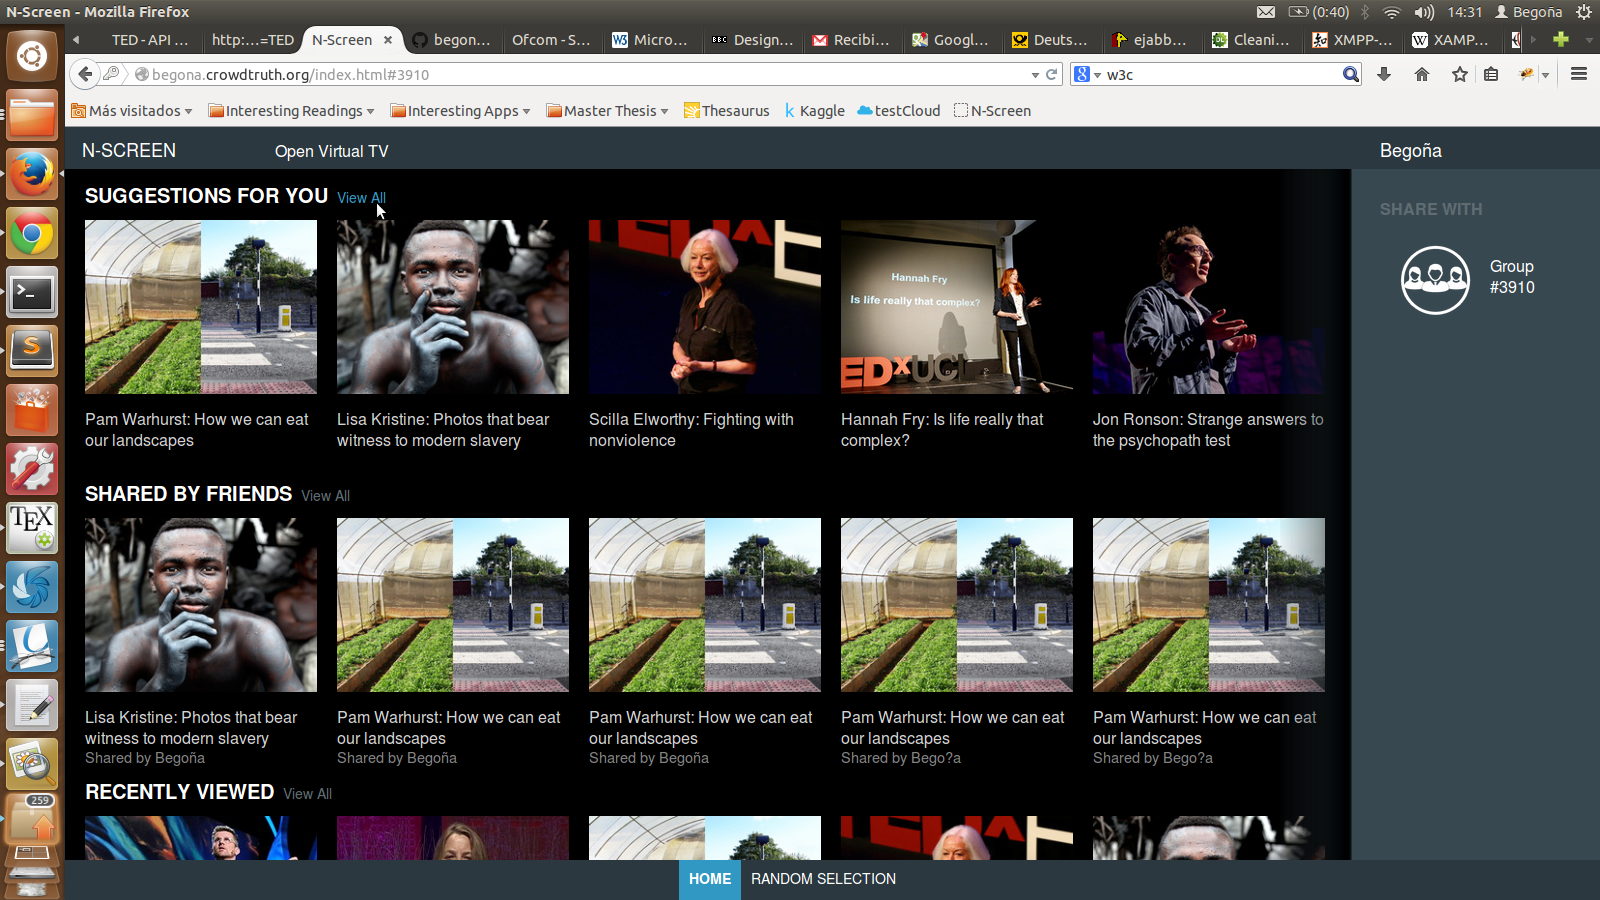 N-Screen - Mozilla Firefox
(0:40)
14:31
Begoña
TED - API ...
http:...=TED
N-Screen
begon...
Ofcom - S...
W3 Micro...
BBC Design...
Recibi...
Googl...
Deuts...
ejabb...
DL Cleani...
XMPP-...
W XAMP...
begona.crowdtruth.org/index.html#3910
8 w3c
Más visitados
Interesting Readings
Interesting Apps
Master Thesis
Thesaurus
k Kaggle
testCloud
N-Screen
N-SCREEN
Open Virtual TV
Begoña
SUGGESTIONS FOR YOU View All
SHARE WITH
Group
#3910
TEDx
Hannah Fry
Is life really that complex?
EDxUCL
Pam Warhurst: How we can eat
our landscapes
Lisa Kristine: Photos that bear
witness to modern slavery
Scilla Elworthy: Fighting with
nonviolence
Hannah Fry: Is life really that
complex?
Jon Ronson: Strange answers to
the psychopath test
SHARED BY FRIENDS View All
Lisa Kristine: Photos that bear
witness to modern slavery
Shared by Begoña
Pam Warhurst: How we can eat
our landscapes
Shared by Begoña
Pam Warhurst: How we can eat
our landscapes
Shared by Begoña
Pam Warhurst: How we can eat
our landscapes
Shared by Bego?a
Pam Warhurst: How we can eat
our landscapes
Shared by Bego?a
RECENTLY VIEWED View All
HOME
RANDOM SELECTION
>_
S
TEX
259